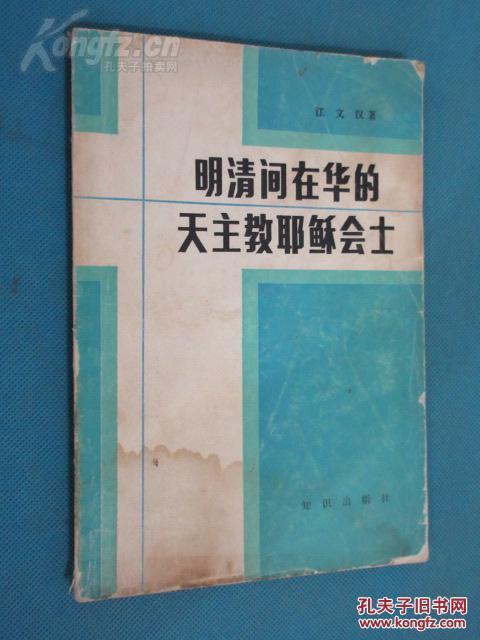 Kongfz.cn
孔夫子拍卖网
江文汉著
明清间在华的
天主教耶稣会士
知识出版社
孔夫子旧书网
www.kongfz.com